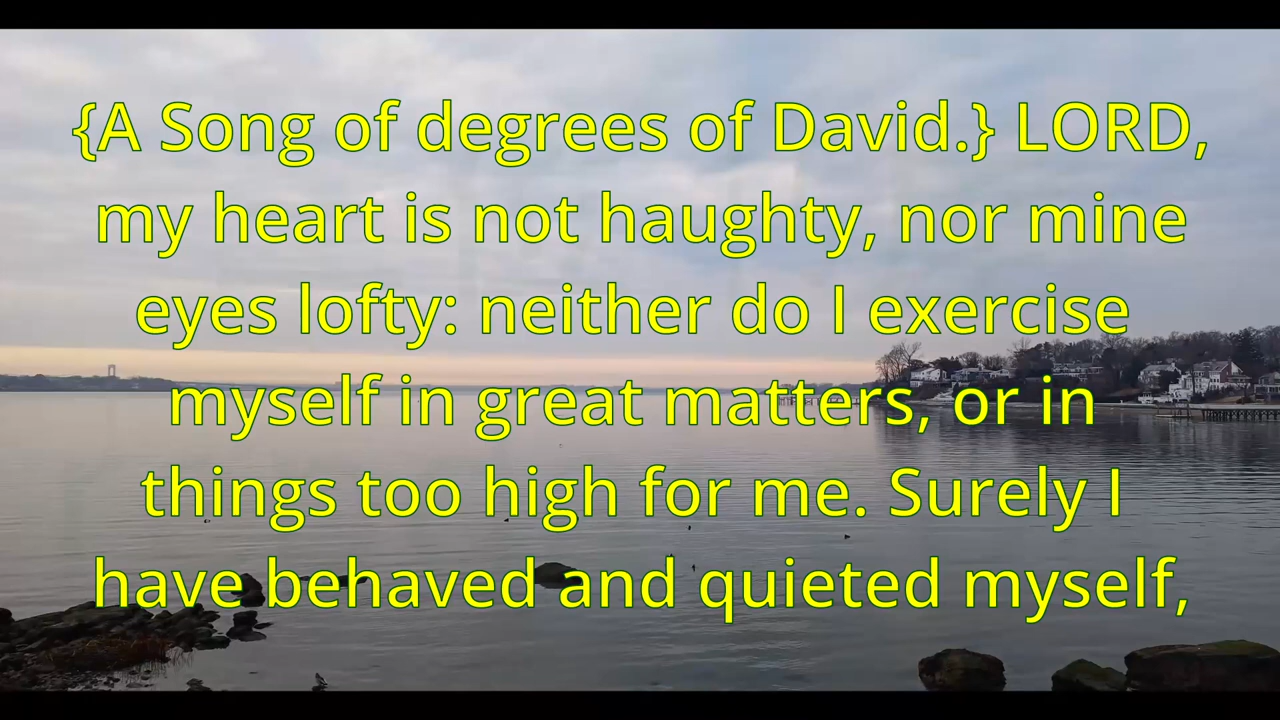 {A Song of degrees of David.} LORD,
my heart is not haughty, nor mine
eyes lofty: neither do I exercise
myself in great matters, or in
things too high for me. Surely I
have behaved and quieted myself,